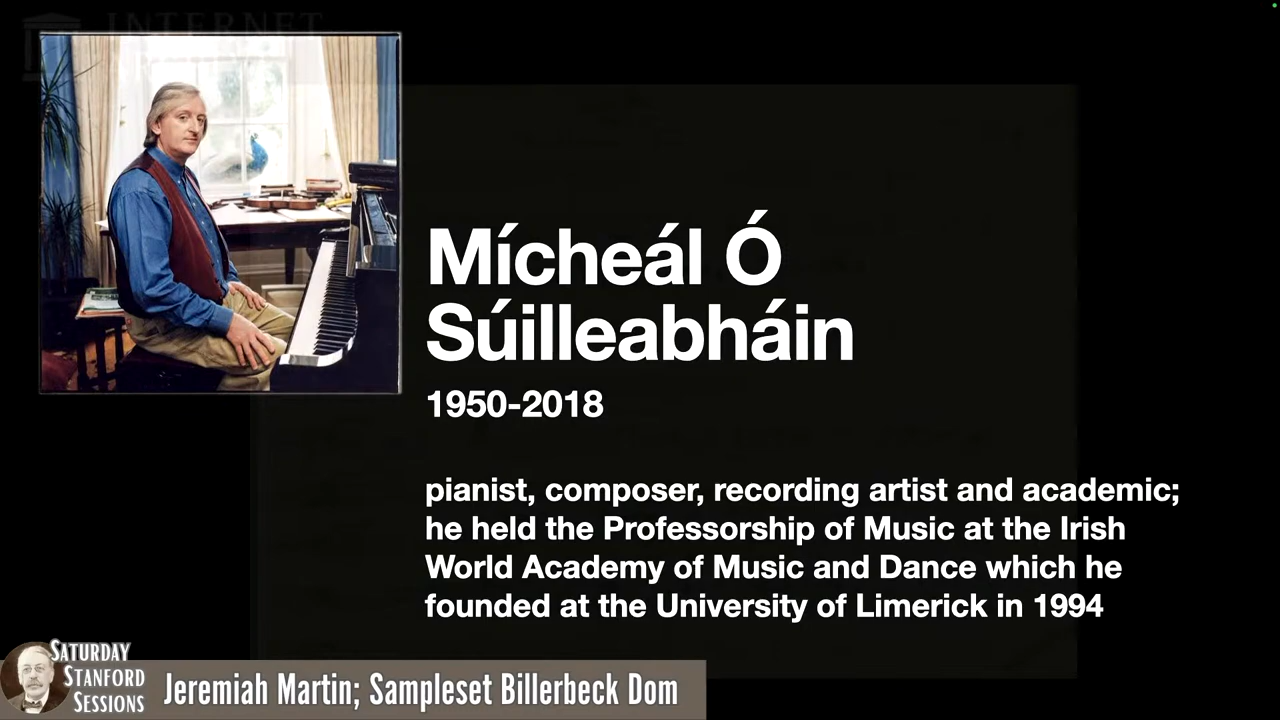 INTERNET
Mícheál Ó
Súilleabháin
1950-2018
pianist, composer, recording artist and academic;
he held the Professorship of Music at the Irish
World Academy of Music and Dance which he
founded at the University of Limerick in 1994
SATURDAY
STANFORD
SESSIONS
Jeremiah Martin; Sampleset Billerbeck Dom